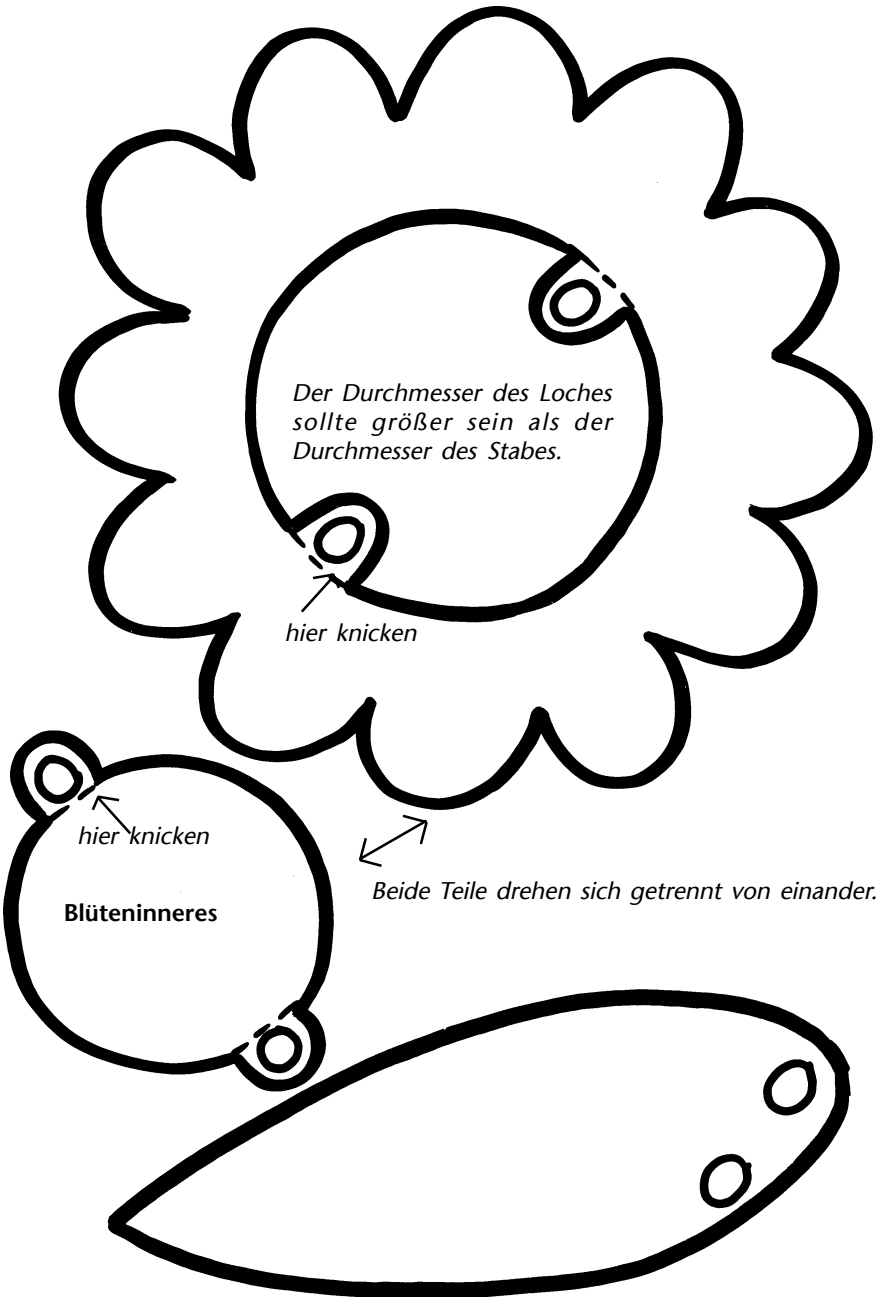 Der Durchmesser des Loches
sollte größer sein als der
Durchmesser des Stabes.
hier knicken
hier knicken
Blüteninneres
Beide Teile drehen sich getrennt von einander.